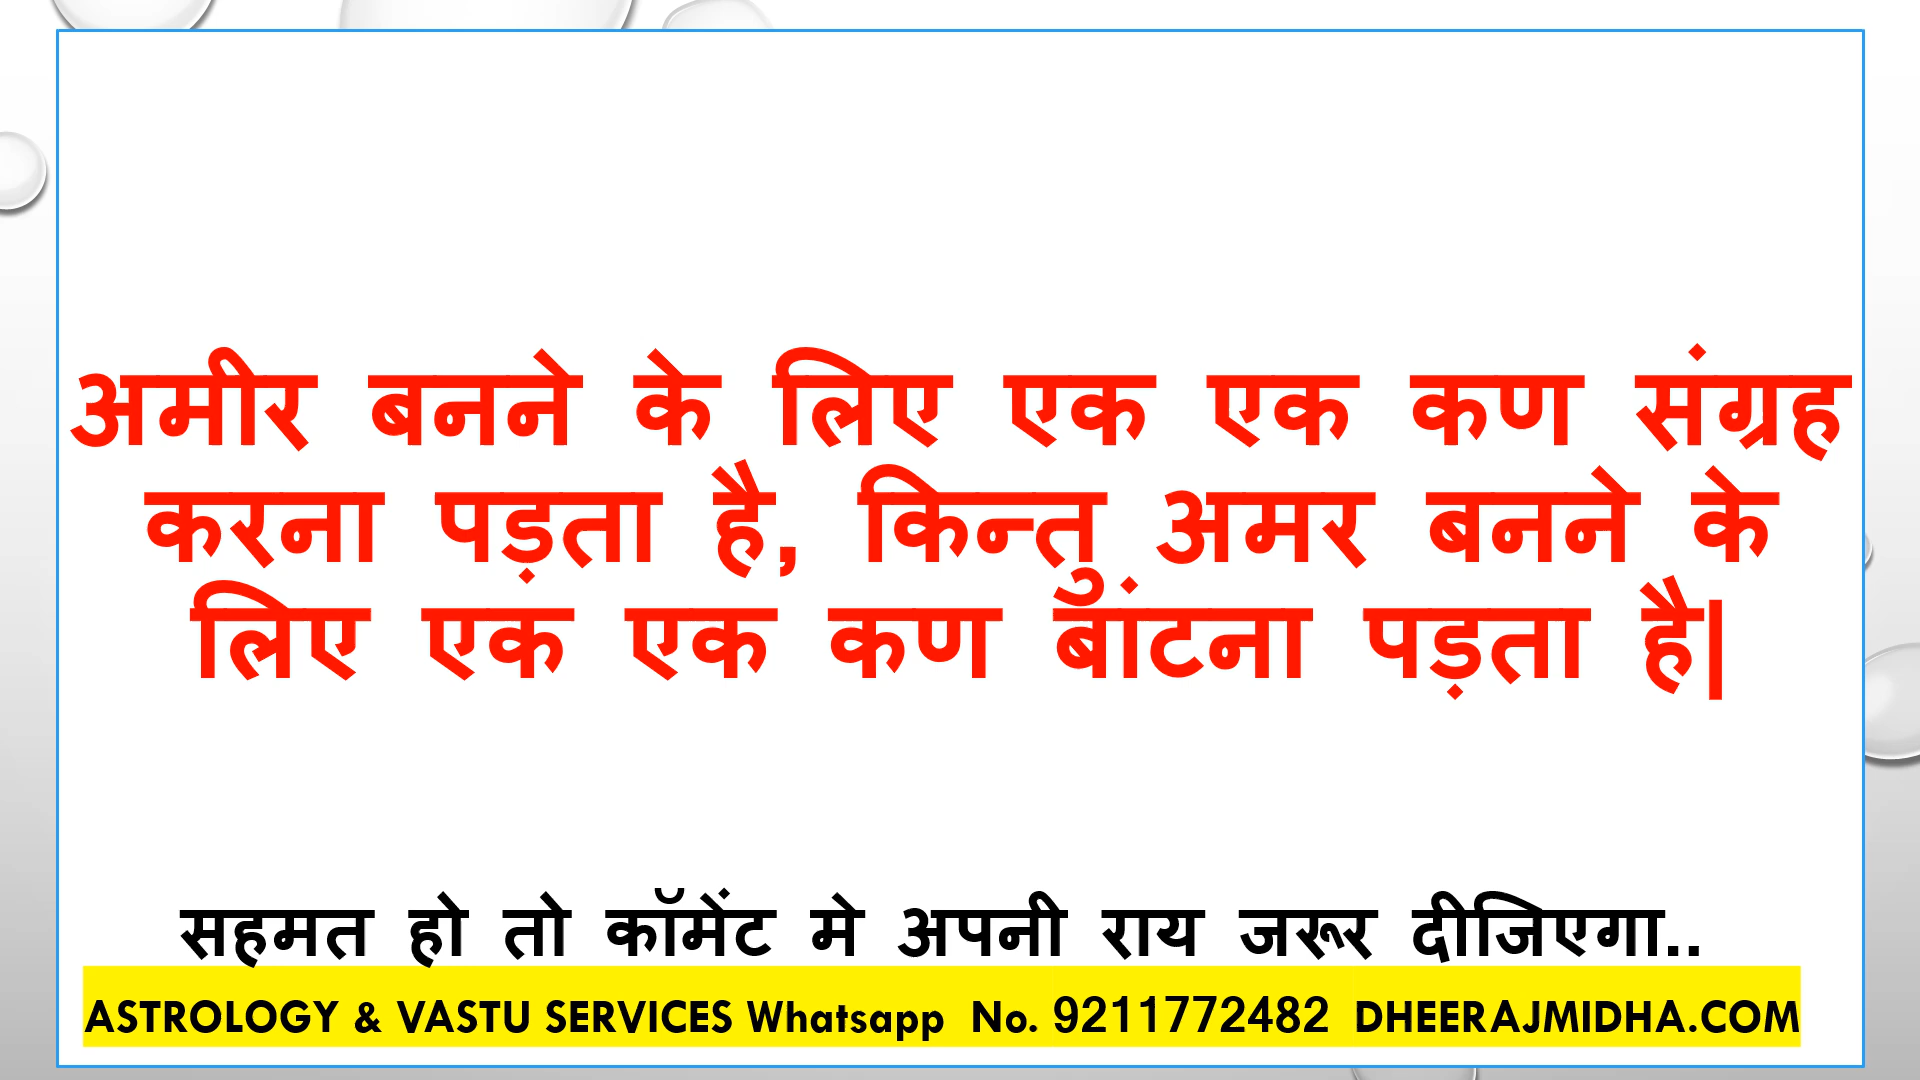 अमीर बनने के लिए एक एक कण संग्रह
करना पड़ता है, किन्तु अमर बनने के
लिए एक एक कण बांटना पड़ता है|
सहमत हो तो कॉमेंट मे अपनी राय जरूर दीजिएगा..
ASTROLOGY & VASTU SERVICES Whatsapp No. 9211772482 DHEERAJMIDHA.COM